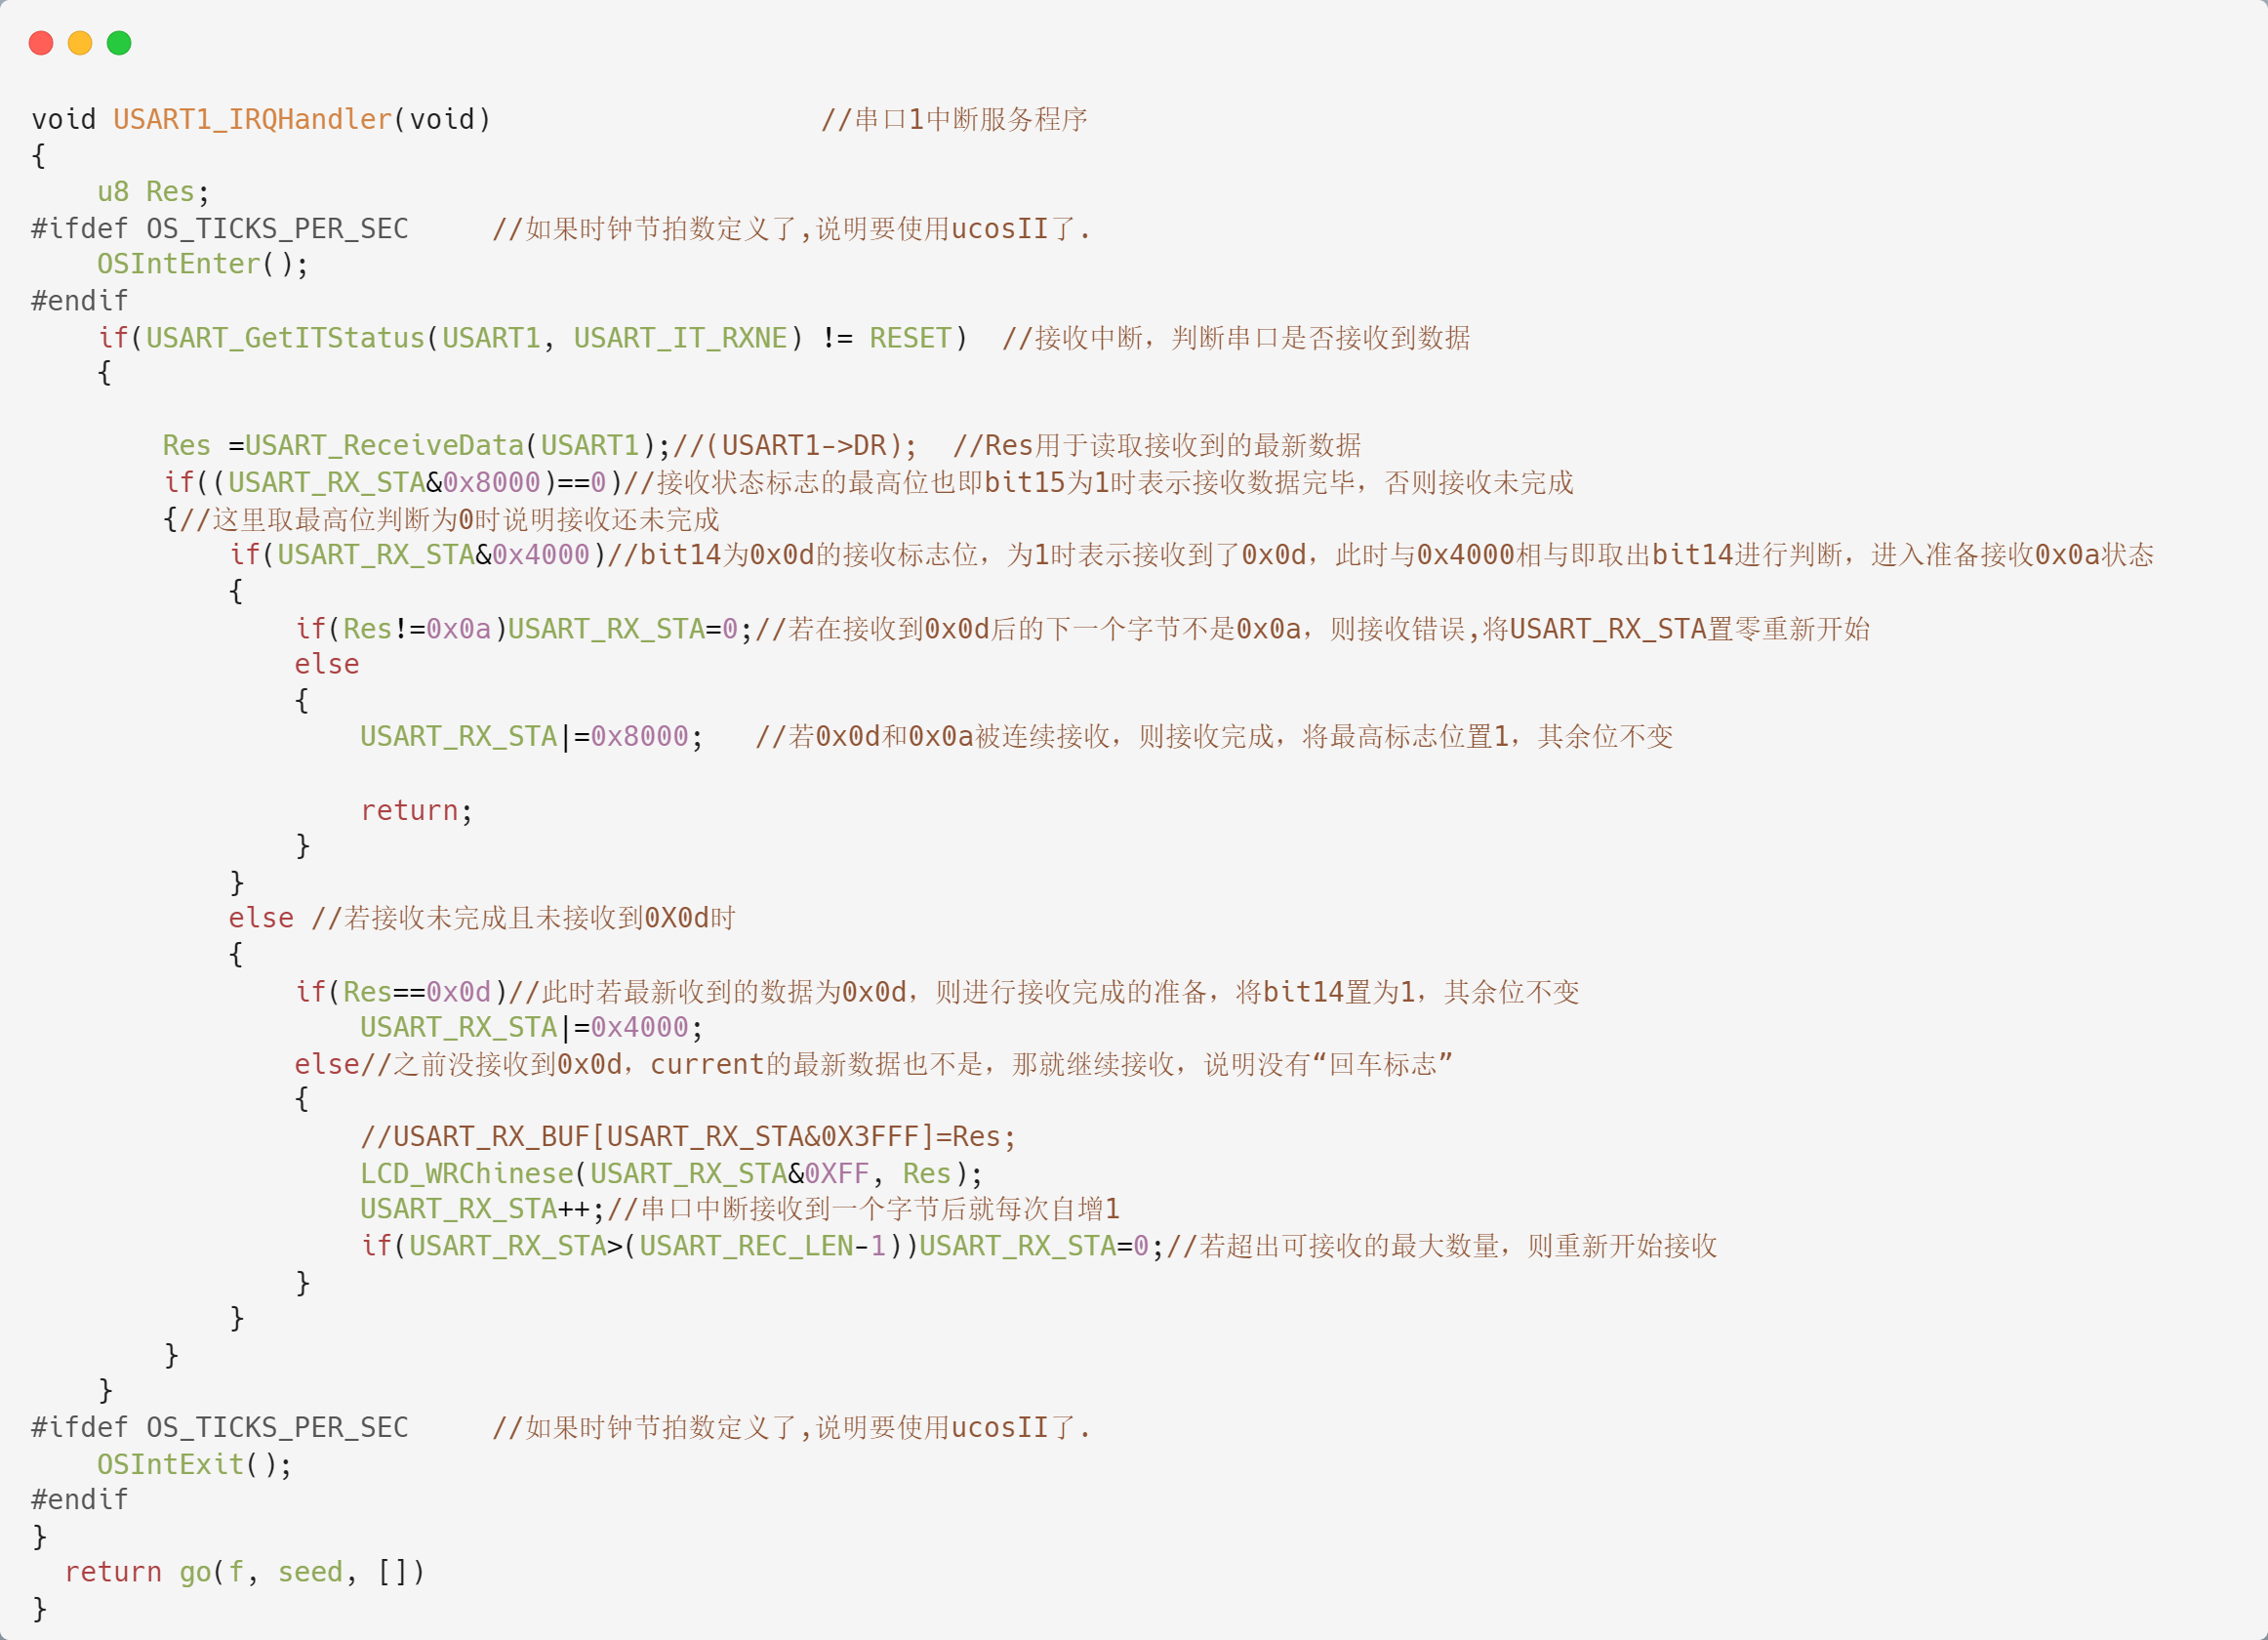 void USART1_IRQHandler(void)                    //串口1中断服务程序
{
    u8 Res;
#ifdef OS_TICKS_PER_SEC     //如果时钟节拍数定义了,说明要使用ucosII了.
    OSIntEnter();
#endif
    if(USART_GetITStatus(USART1, USART_IT_RXNE) != RESET)  //接收中断，判断串口是否接收到数据
    {

        Res =USART_ReceiveData(USART1);//(USART1->DR);  //Res用于读取接收到的最新数据
        if((USART_RX_STA&0x8000)==0)//接收状态标志的最高位也即bit15为1时表示接收数据完毕，否则接收未完成
        {//这里取最高位判断为0时说明接收还未完成
            if(USART_RX_STA&0x4000)//bit14为0x0d的接收标志位，为1时表示接收到了0x0d，此时与0x4000相与即取出bit14进行判断，进入准备接收0x0a状态
            {
                if(Res!=0x0a)USART_RX_STA=0;//若在接收到0x0d后的下一个字节不是0x0a，则接收错误,将USART_RX_STA置零重新开始
                else
                {
                    USART_RX_STA|=0x8000;   //若0x0d和0x0a被连续接收，则接收完成，将最高标志位置1，其余位不变

                    return;
                }
            }
            else //若接收未完成且未接收到0X0d时
            {
                if(Res==0x0d)//此时若最新收到的数据为0x0d，则进行接收完成的准备，将bit14置为1，其余位不变
                    USART_RX_STA|=0x4000;
                else//之前没接收到0x0d，current的最新数据也不是，那就继续接收，说明没有“回车标志”
                {
                    //USART_RX_BUF[USART_RX_STA&0X3FFF]=Res;
                    LCD_WRChinese(USART_RX_STA&0XFF, Res);
                    USART_RX_STA++;//串口中断接收到一个字节后就每次自增1
                    if(USART_RX_STA>(USART_REC_LEN-1))USART_RX_STA=0;//若超出可接收的最大数量，则重新开始接收
                }
            }
        }
    }
#ifdef OS_TICKS_PER_SEC     //如果时钟节拍数定义了,说明要使用ucosII了.
    OSIntExit();
#endif
}
  return go(f, seed, [])
}